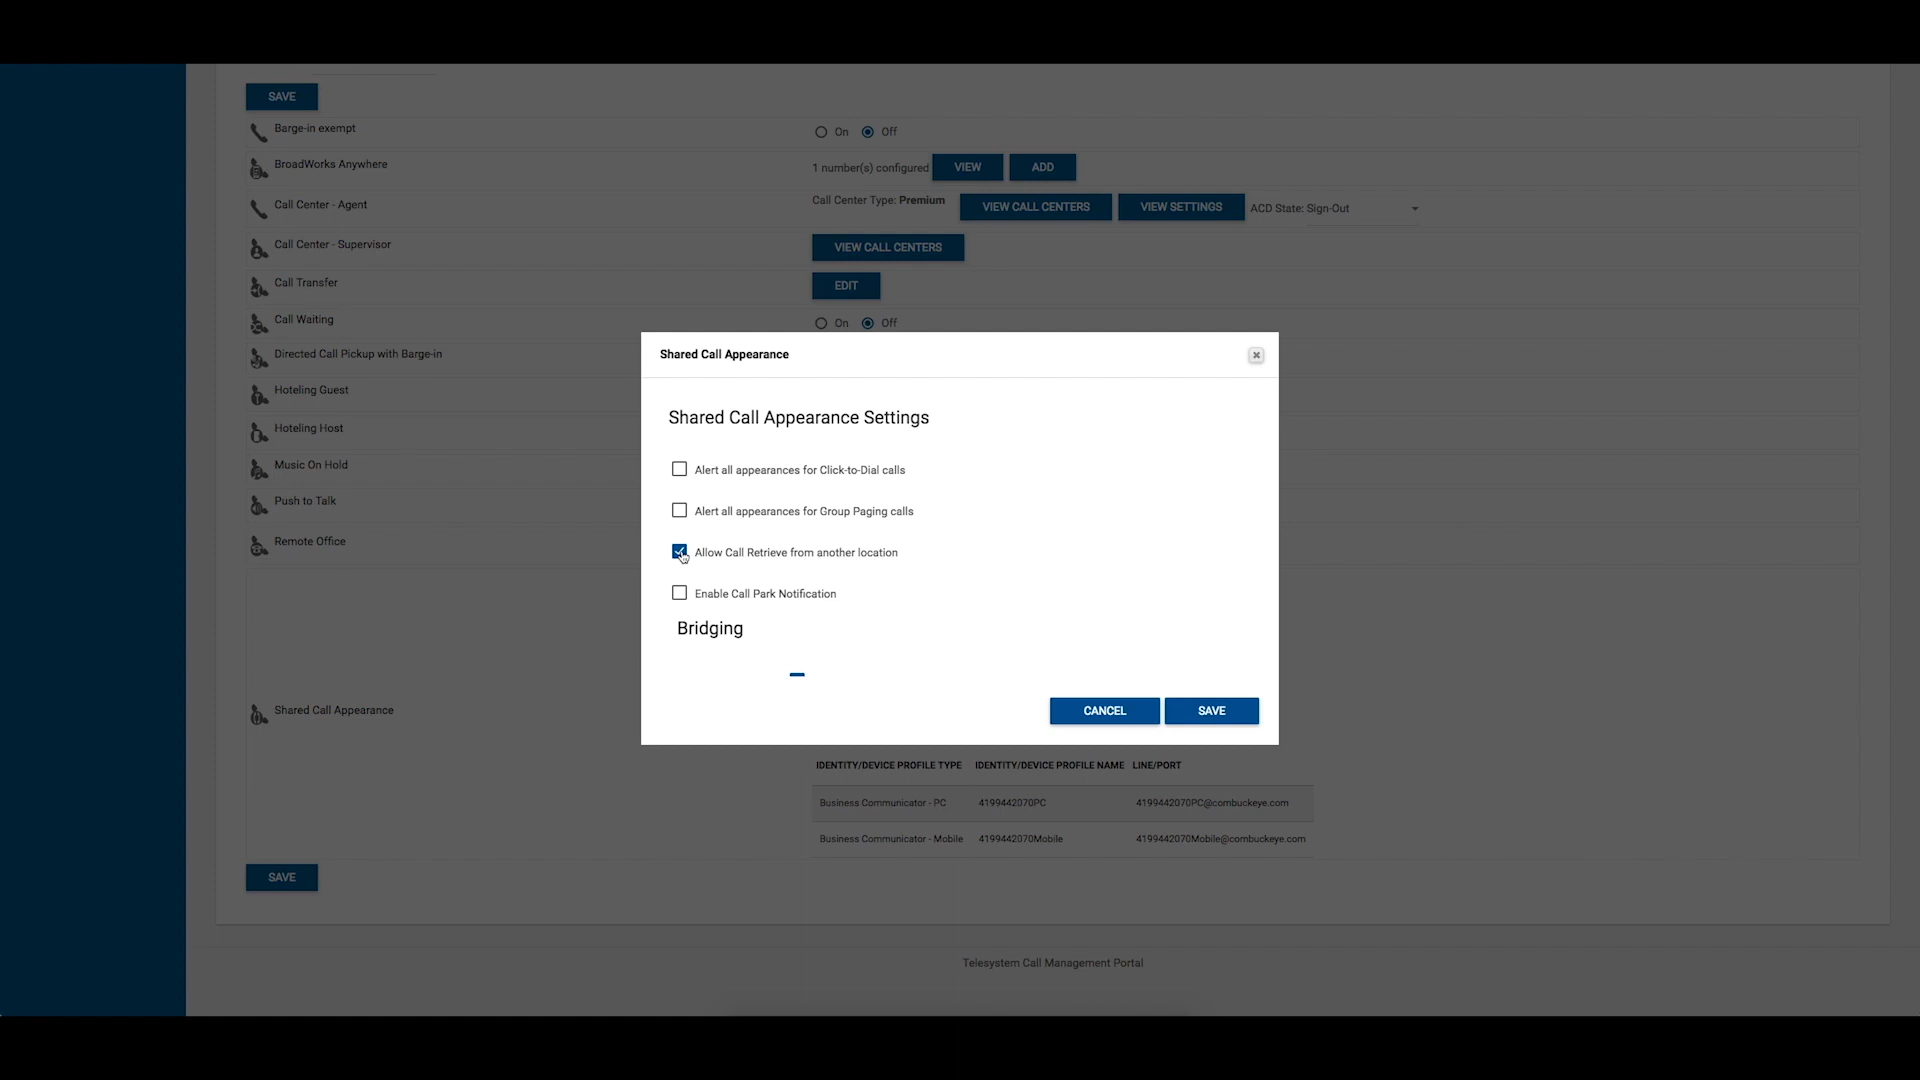 SAVE
Barge-in exempt
On Off
BroadWorks Anywhere
1 number(s) configured VIEW ADD
Call Center - Agent
Call Center Type: Premium VIEW CALL CENTERS VIEW SETTINGS ACD State: Sign-Out
Call Center - Supervisor
VIEW CALL CENTERS
Call Transfer
EDIT
Call Waiting
On Off
Directed Call Pickup with Barge-in
Hoteling Guest
Hoteling Host
Music On Hold
Push to Talk
Remote Office
Shared Call Appearance
Shared Call Appearance
Shared Call Appearance Settings
Alert all appearances for Click-to-Dial calls
Alert all appearances for Group Paging calls
Allow Call Retrieve from another location
Enable Call Park Notification
Bridging
CANCEL SAVE
IDENTITY/DEVICE PROFILE TYPE IDENTITY/DEVICE PROFILE NAME LINE/PORT
Business Communicator - PC 4199442070PC 4199442070PC@combuckeye.com
Business Communicator - Mobile 4199442070Mobile 4199442070Mobile@combuckeye.com
SAVE
Telesystem Call Management Portal